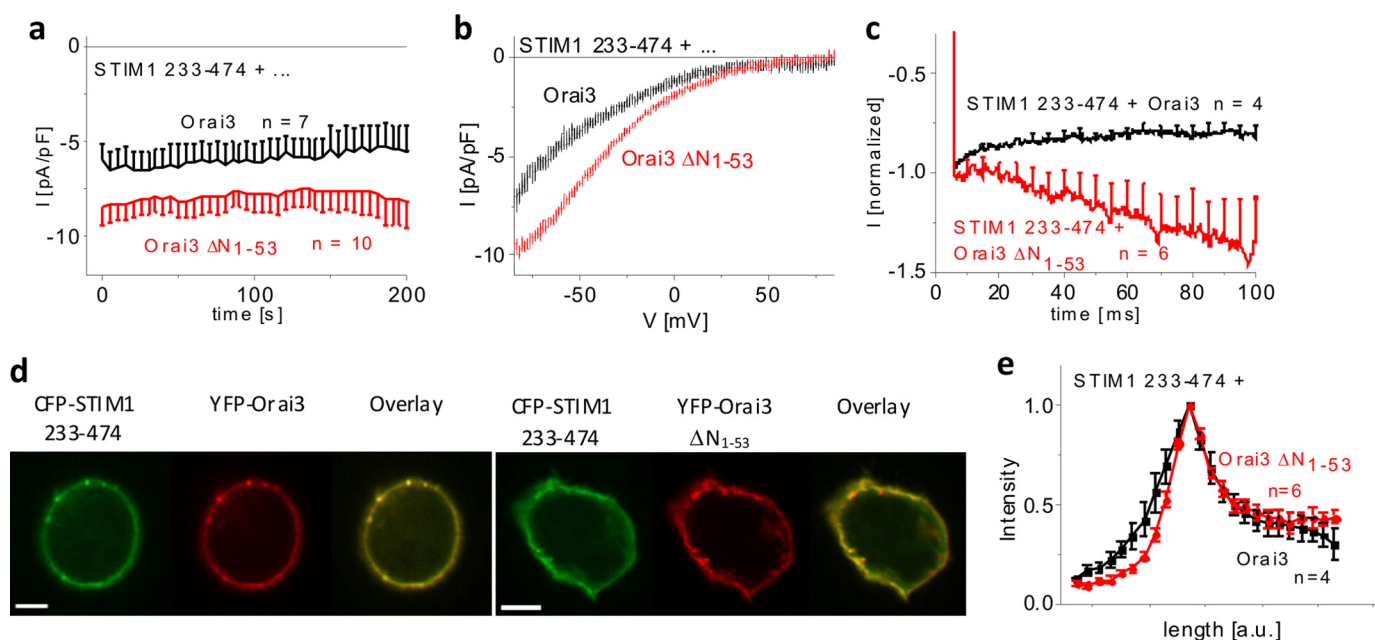 a
0
STIM1 233-474 + ...
Orai3 n = 7
-5
I [pA/pF]
-10
Orai3 ΔN1-53 n = 10
0 100 200
time [s]
b
STIM1 233-474 + ...
0
Orai3
-5
I [pA/pF]
Orai3 ΔN1-53
-10
-50 0 50
V [mV]
c
-0.5
STIM1 233-474 + Orai3 n = 4
-1.0
I [normalized]
STIM1 233-474 +
Orai3 ΔN1-53 n = 6
-1.5
0 20 40 60 80 100
time [ms]
d
CFP-STIM1 YFP-Orai3 Overlay
233-474
CFP-STIM1 YFP-Orai3 Overlay
233-474 ΔN1-53
e
STIM1 233-474 +
1.0
Orai3 ΔN1-53
n=6
Intensity
0.5
Orai3
n=4
0.0
length [a.u.]